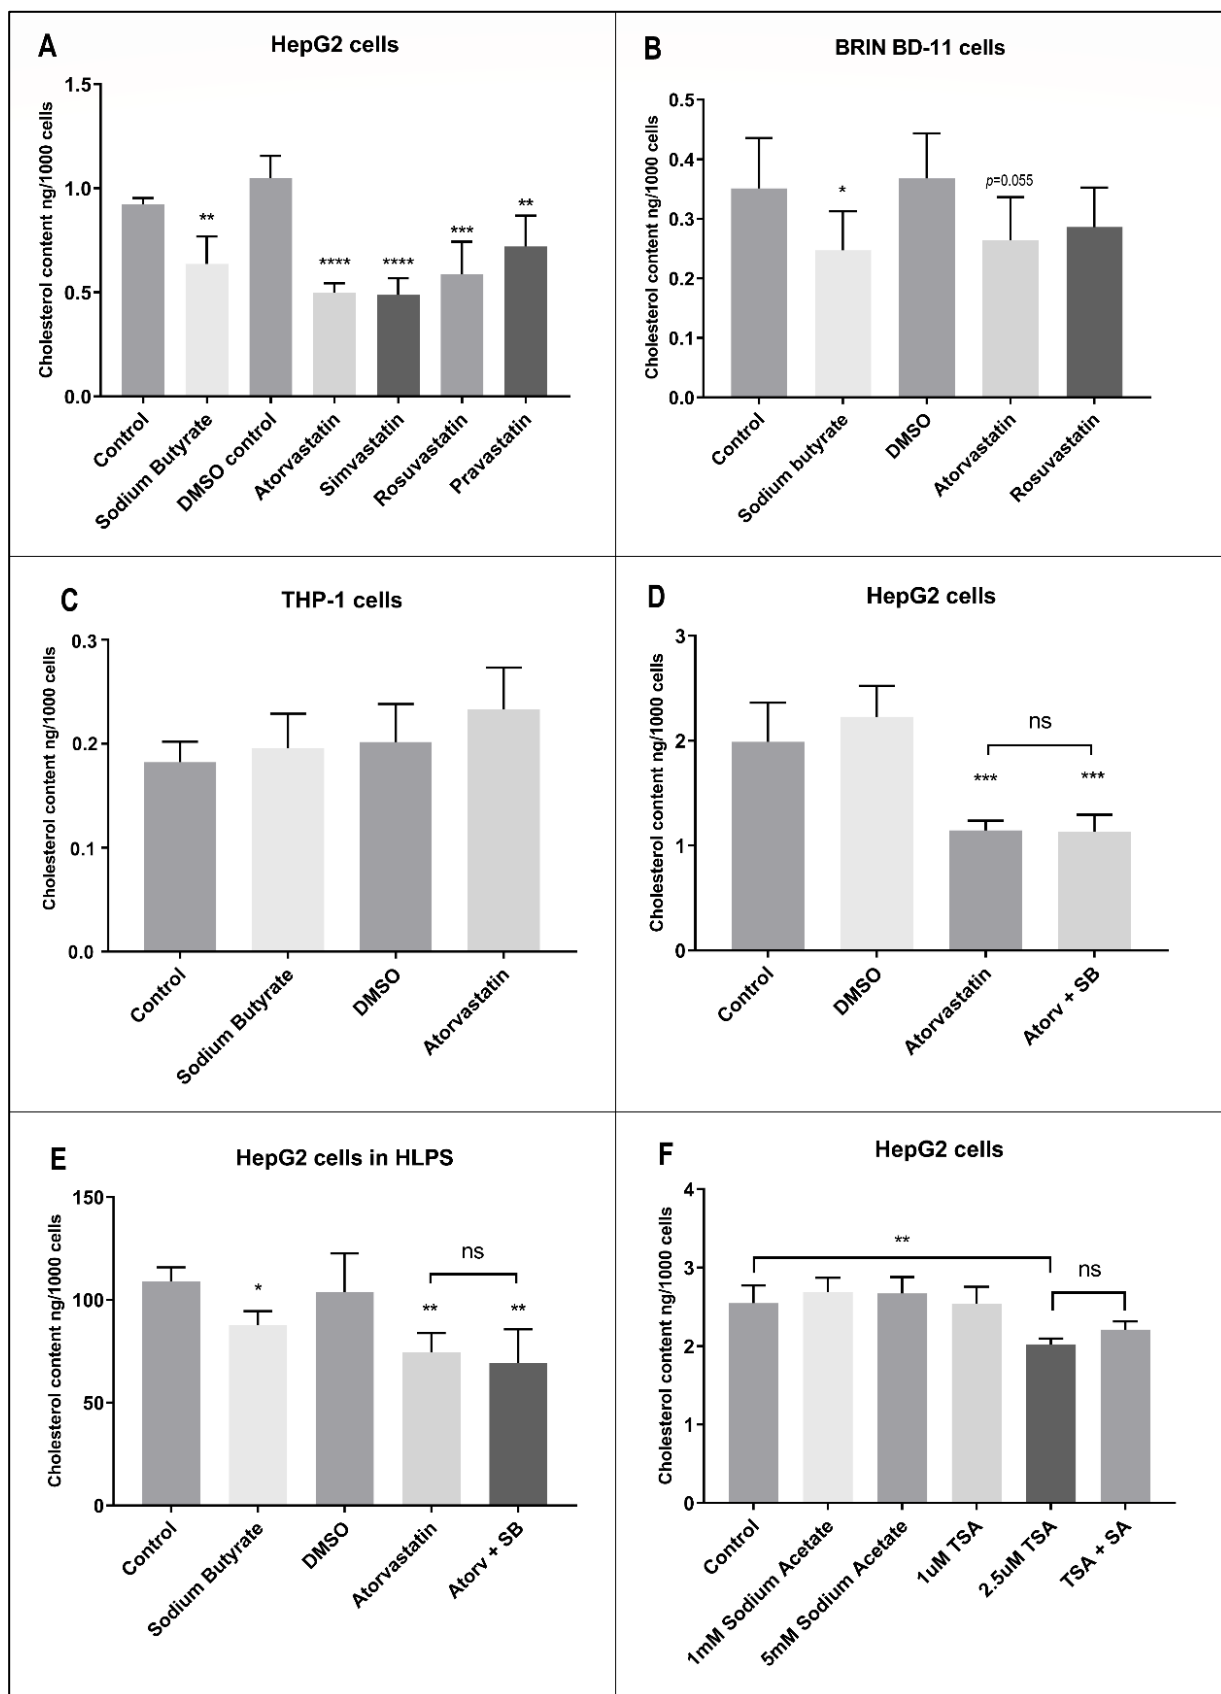 A
HepG2 cells
Cholesterol content ng/1000 cells
1.5
1.0
0.5
0.0
**
****
****
***
**
Control
Sodium Butyrate
DMSO control
Atorvastatin
Simvastatin
Rosuvastatin
Pravastatin
B
BRIN BD-11 cells
Cholesterol content ng/1000 cells
0.5
0.4
0.3
0.2
0.1
0.0
*
p=0.055
Control
Sodium butyrate
DMSO
Atorvastatin
Rosuvastatin
C
THP-1 cells
Cholesterol content ng/1000 cells
0.3
0.2
0.1
0.0
Control
Sodium Butyrate
DMSO
Atorvastatin
D
HepG2 cells
Cholesterol content ng/1000 cells
3
2
1
0
ns
***
***
Control
DMSO
Atorvastatin
Atorv + SB
E
HepG2 cells in HLPS
Cholesterol content ng/1000 cells
150
100
50
0
*
ns
**
**
Control
Sodium Butyrate
DMSO
Atorvastatin
Atorv + SB
F
HepG2 cells
Cholesterol content ng/1000 cells
4
3
2
1
0
**
ns
Control
1mM Sodium Acetate
5mM Sodium Acetate
1uM TSA
2.5uM TSA
TSA + SA